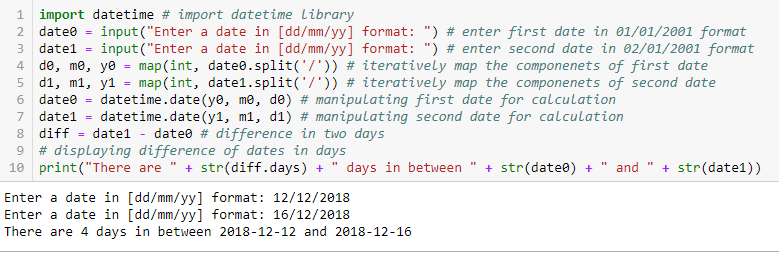 1 import datetime # import datetime library
2 date0 = input("Enter a date in [dd/mm/yy] format: ") # enter first date in 01/01/2001 format
3 date1 = input("Enter a date in [dd/mm/yy] format: ") # enter second date in 02/01/2001 format
4 d0, m0, y0 = map(int, date0.split('/')) # iteratively map the componenets of first date
5 d1, m1, y1 = map(int, date1.split('/')) # iteratively map the componenets of second date
6 date0 = datetime.date(y0, m0, d0) # manipulating first date for calculation
7 date1 = datetime.date(y1, m1, d1) # manipulating second date for calculation
8 diff = date1 - date0 # difference in two days
9 # displaying difference of dates in days
10 print("There are " + str(diff.days) + " days in between " + str(date0) + " and " + str(date1))
Enter a date in [dd/mm/yy] format: 12/12/2018
Enter a date in [dd/mm/yy] format: 16/12/2018
There are 4 days in between 2018-12-12 and 2018-12-16